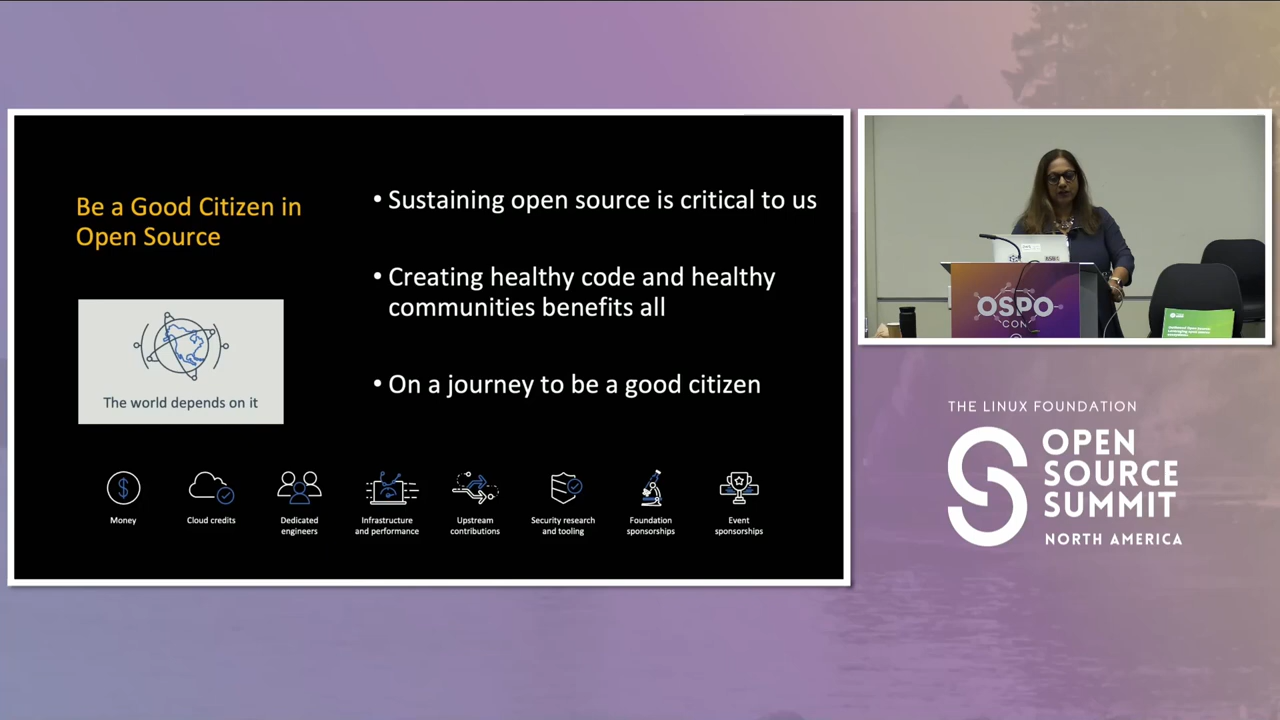 Be a Good Citizen in
Open Source
The world depends on it
• Sustaining open source is critical to us
• Creating healthy code and healthy
communities benefits all
• On a journey to be a good citizen
Money
Cloud credits
Dedicated
engineers
Infrastructure
and performance
Upstream
contributions
Security research
and tooling
Foundation
sponsorships
Event
sponsorships
OSPO
CON
THE LINUX FOUNDATION
OPEN
SOURCE
SUMMIT
NORTH AMERICA